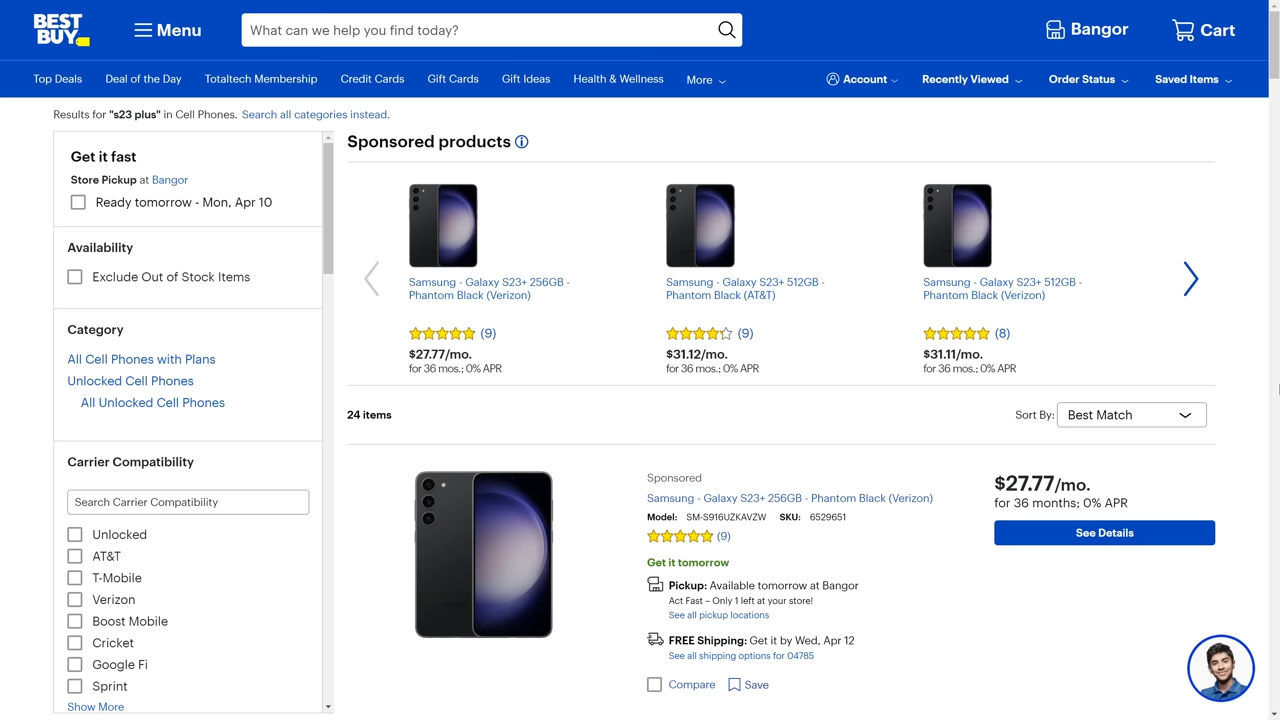 BEST
BUY
Menu
What can we help you find today?
Bangor
Cart
Top Deals
Deal of the Day
Totaltech Membership
Credit Cards
Gift Cards
Gift Ideas
Health & Wellness
More
Account
Recently Viewed
Order Status
Saved Items
Results for "s23 plus" in Cell Phones. Search all categories instead.
Get it fast
Store Pickup at Bangor
Ready tomorrow - Mon, Apr 10
Availability
Exclude Out of Stock Items
Category
All Cell Phones with Plans
Unlocked Cell Phones
All Unlocked Cell Phones
Carrier Compatibility
Search Carrier Compatibility
Unlocked
AT&T
T-Mobile
Verizon
Boost Mobile
Cricket
Google Fi
Sprint
Show More
Sponsored products
Samsung - Galaxy S23+ 256GB -
Phantom Black (Verizon)
(9)
$27.77/mo.
for 36 mos.; 0% APR
Samsung - Galaxy S23+ 512GB -
Phantom Black (AT&T)
(9)
$31.12/mo.
for 36 mos.; 0% APR
Samsung - Galaxy S23+ 512GB -
Phantom Black (Verizon)
(8)
$31.11/mo.
for 36 mos.; 0% APR
24 items
Sort By: Best Match
Sponsored
Samsung - Galaxy S23+ 256GB - Phantom Black (Verizon)
Model: SM-S916UZKAVZW SKU: 6529651
(9)
Get it tomorrow
Pickup: Available tomorrow at Bangor
Act Fast – Only 1 left at your store!
See all pickup locations
FREE Shipping: Get it by Wed, Apr 12
See all shipping options for 04785
Compare
Save
$27.77/mo.
for 36 months; 0% APR
See Details